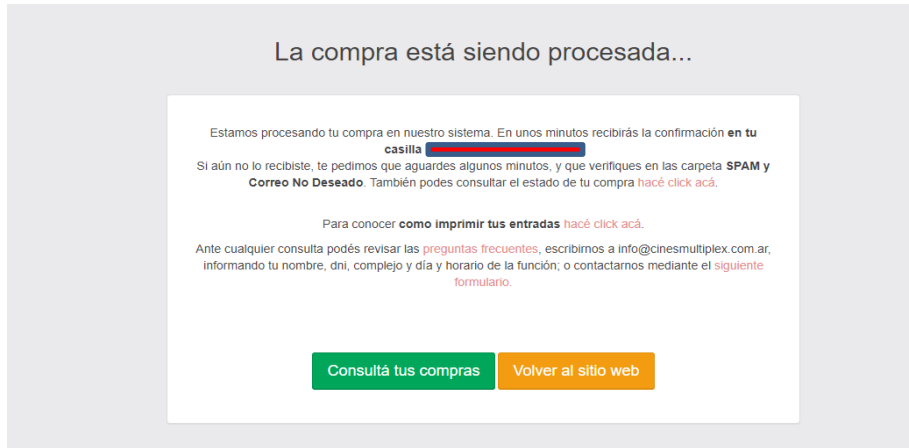 La compra está siendo procesada...
Estamos procesando tu compra en nuestro sistema. En unos minutos recibirás la confirmación en tu
casilla
Si aún no lo recibiste, te pedimos que aguardes algunos minutos, y que verifiques en las carpeta SPAM y
Correo No Deseado. También podes consultar el estado de tu compra hacé click acá.
Para conocer como imprimir tus entradas hacé click acá.
Ante cualquier consulta podés revisar las preguntas frecuentes, escribirnos a info@cinesmultiplex.com.ar,
informando tu nombre, dni, complejo y día y horario de la función; o contactarnos mediante el siguiente
formulario.
Consultá tus compras Volver al sitio web